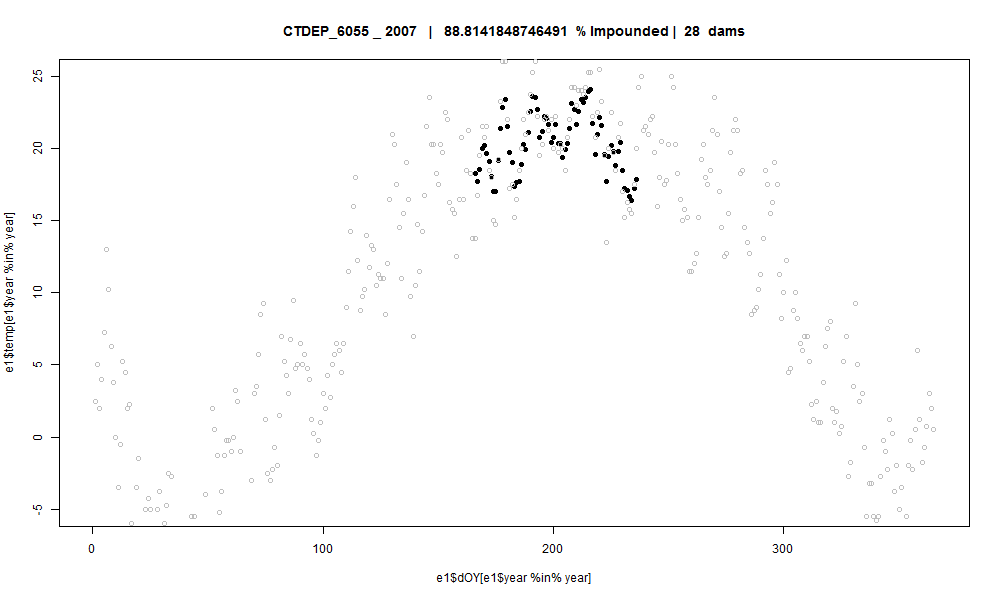 CTDEP_6055 _ 2007 | 88.8141848746491 % Impounded | 28 dams
25
20
15
10
5
0
-5
e1$temp[e1$year %in% year]
0 100 200 300
e1$dOY[e1$year %in% year]